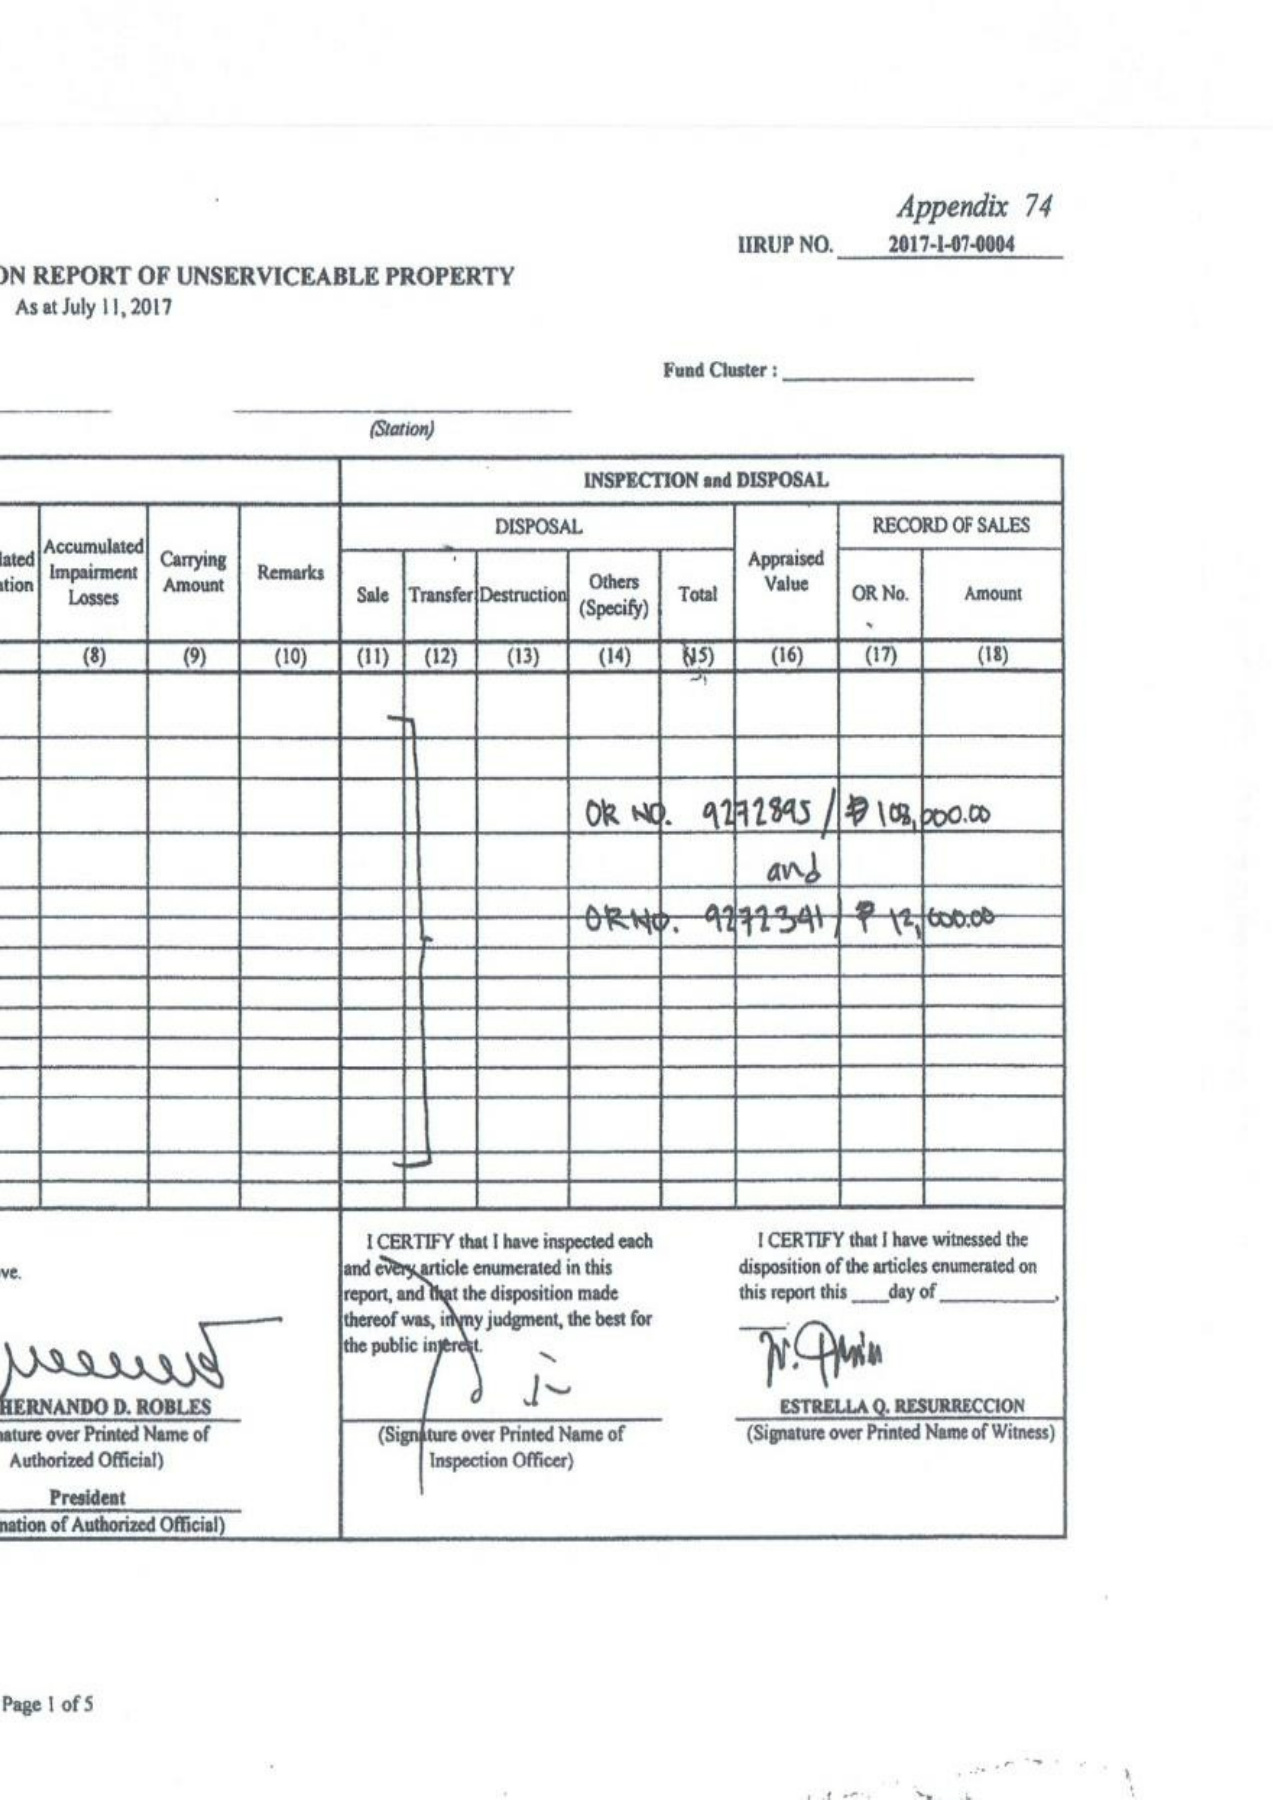 Appendix 74
IIRUP NO. 2017-I-07-0004
ON REPORT OF UNSERVICEABLE PROPERTY
As at July 11, 2017
Fund Cluster :
(Station)
INSPECTION and DISPOSAL
DISPOSAL
RECORD OF SALES
lated
ation
Accumulated
Impairment
Losses
Carrying
Amount
Remarks
Sale
Transfer
Destruction
Others
(Specify)
Total
Appraised
Value
OR No.
Amount
(8) (9) (10) (11) (12) (13) (14) (15) (16) (17) (18)
OR NO. 9272895 / ₱ 108,000.00
and
OR NO. 9272391 / ₱ 12,000.00
ve.
HERNANDO D. ROBLES
nature over Printed Name of
Authorized Official)
President
nation of Authorized Official)
I CERTIFY that I have inspected each
and every article enumerated in this
report, and that the disposition made
thereof was, in my judgment, the best for
the public interest.
(Signature over Printed Name of
Inspection Officer)
I CERTIFY that I have witnessed the
disposition of the articles enumerated on
this report this ____day of ____________,
ESTRELLA Q. RESURRECCION
(Signature over Printed Name of Witness)
Page 1 of 5